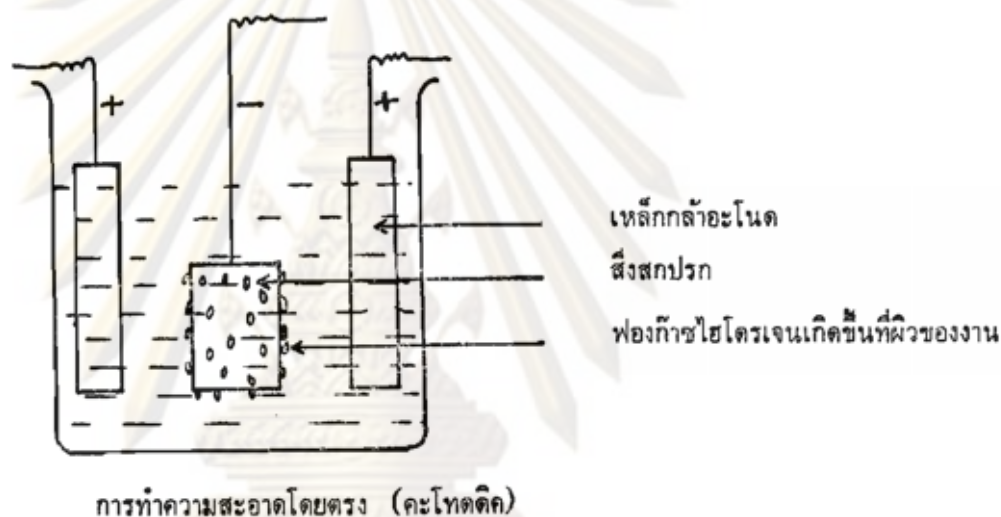 + − +
เหล็กกล้าอะโนด
สิ่งสกปรก
ฟองก๊าซไฮโดรเจนเกิดขึ้นที่ผิวของงาน
การทำความสะอาดโดยตรง (คะโทดดิค)